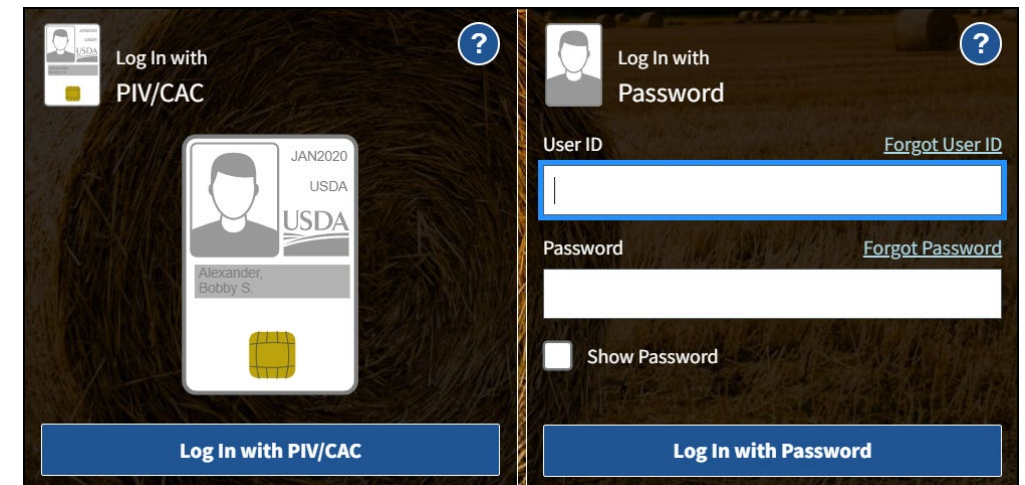 Log In with
PIV/CAC
?
JAN2020
USDA
USDA
Alexander,
Bobby S.
Log In with PIV/CAC
Log In with
Password
?
User ID
Forgot User ID
Password
Forgot Password
Show Password
Log In with Password